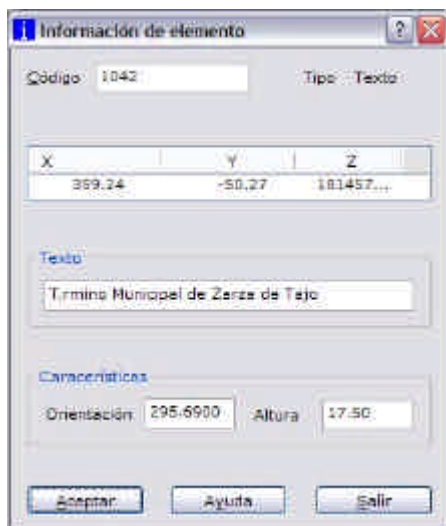 Información de elemento
Código 1042 Tipo Texto
X Y Z
359.24 -50.27 181457...
Texto
T.rmino Municipal de Zarza de Tajo
Características
Orientación 295.6900 Altura 17.50
Aceptar Ayuda Salir